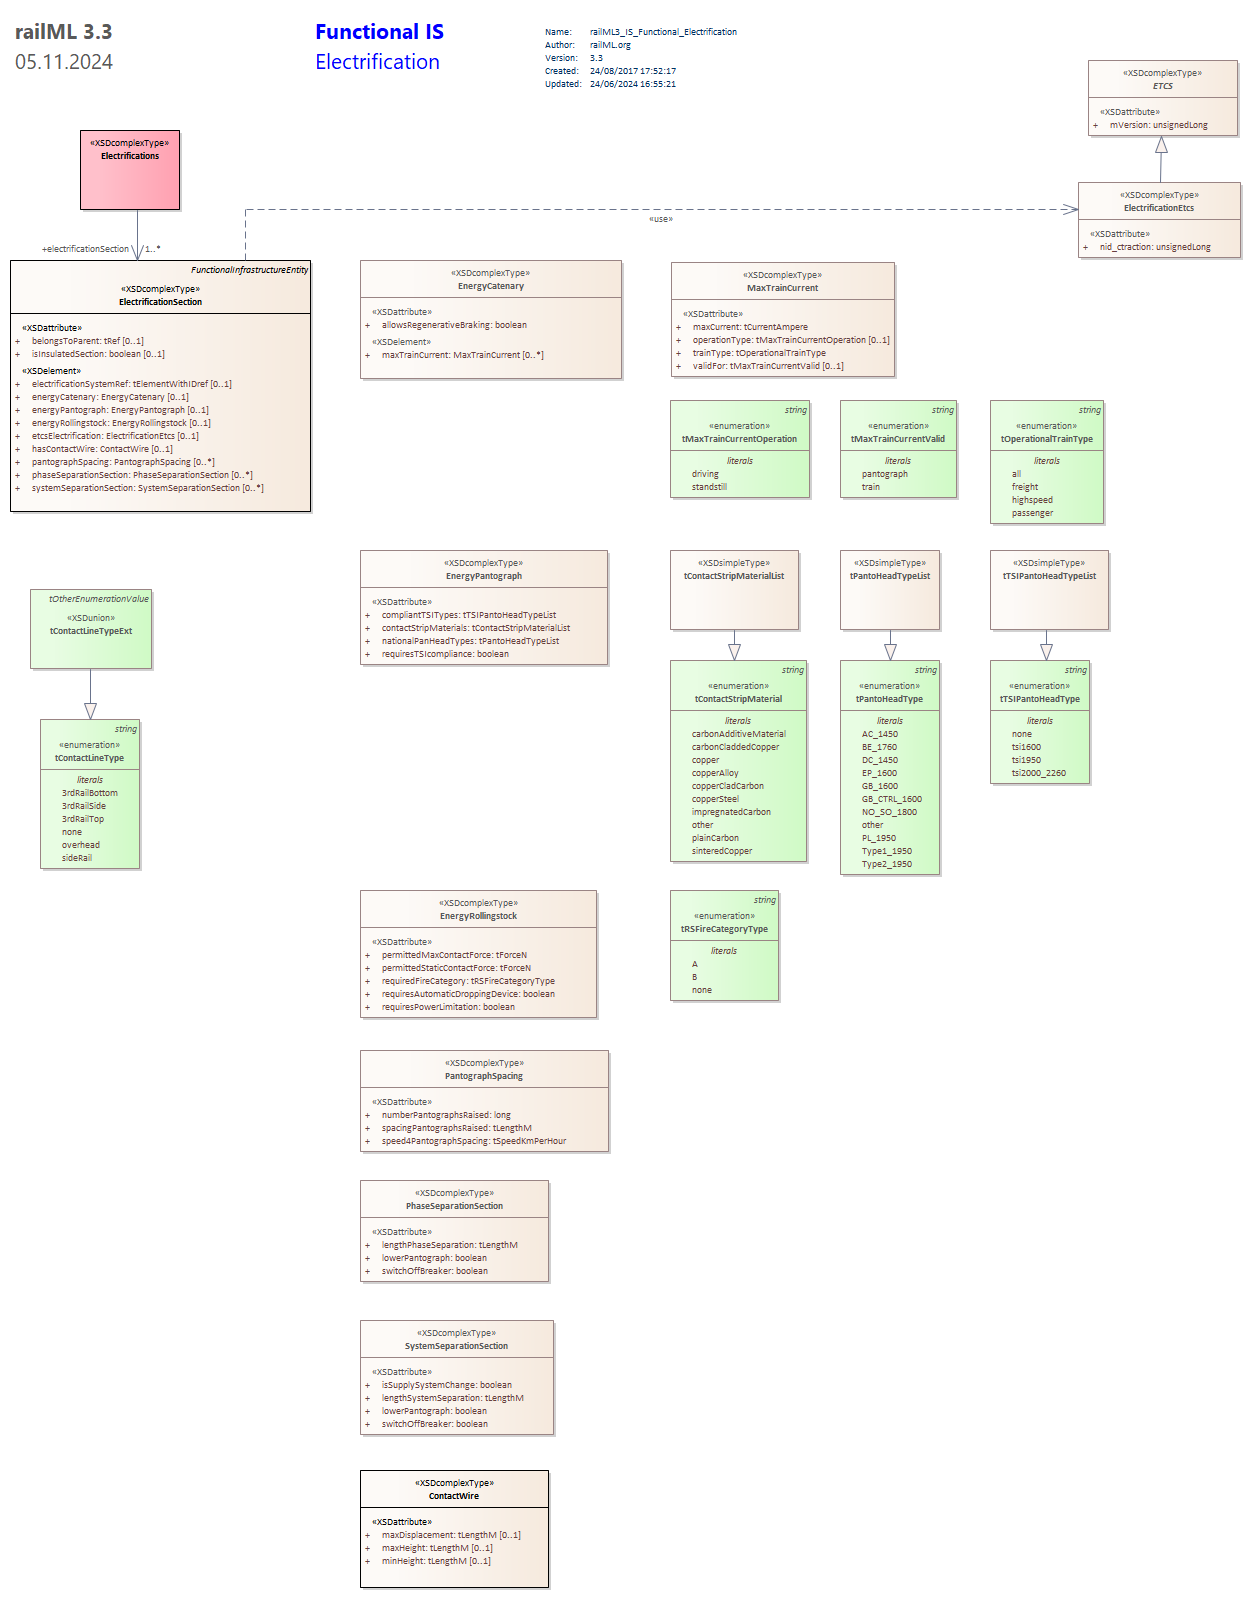 railML 3.3
05.11.2024
Functional IS
Electrification
Name: railML3_IS_Functional_Electrification
Author: railML.org
Version: 3.3
Created: 24/08/2017 17:52:17
Updated: 24/06/2024 16:55:21
«XSDcomplexType»
ETCS
«XSDattribute»
+ mVersion: unsignedLong
«XSDcomplexType»
Electrifications
«XSDcomplexType»
ElectrificationEtcs
«XSDattribute»
+ nid_ctraction: unsignedLong
«use»
+electrificationSection 1..*
FunctionalInfrastructureEntity
«XSDcomplexType»
ElectrificationSection
«XSDattribute»
+ belongsToParent: tRef [0..1]
+ isInsulatedSection: boolean [0..1]
«XSDelement»
+ electrificationSystemRef: tElementWithIDref [0..1]
+ energyCatenary: EnergyCatenary [0..1]
+ energyPantograph: EnergyPantograph [0..1]
+ energyRollingstock: EnergyRollingstock [0..1]
+ etcsElectrification: ElectrificationEtcs [0..1]
+ hasContactWire: ContactWire [0..1]
+ pantographSpacing: PantographSpacing [0..*]
+ phaseSeparationSection: PhaseSeparationSection [0..*]
+ systemSeparationSection: SystemSeparationSection [0..*]
«XSDcomplexType»
EnergyCatenary
«XSDattribute»
+ allowsRegenerativeBraking: boolean
«XSDelement»
+ maxTrainCurrent: MaxTrainCurrent [0..*]
«XSDcomplexType»
MaxTrainCurrent
«XSDattribute»
+ maxCurrent: tCurrentAmpere
+ operationType: tMaxTrainCurrentOperation [0..1]
+ trainType: tOperationalTrainType
+ validFor: tMaxTrainCurrentValid [0..1]
string
«enumeration»
tMaxTrainCurrentOperation
literals
driving
standstill
string
«enumeration»
tMaxTrainCurrentValid
literals
pantograph
train
string
«enumeration»
tOperationalTrainType
literals
all
freight
highspeed
passenger
tOtherEnumerationValue
«XSDunion»
tContactLineTypeExt
string
«enumeration»
tContactLineType
literals
3rdRailBottom
3rdRailSide
3rdRailTop
none
overhead
sideRail
«XSDcomplexType»
EnergyPantograph
«XSDattribute»
+ compliantTSITypes: tTSIPantoHeadTypeList
+ contactStripMaterials: tContactStripMaterialList
+ nationalPanHeadTypes: tPantoHeadTypeList
+ requiresTSIcompliance: boolean
«XSDsimpleType»
tContactStripMaterialList
«XSDsimpleType»
tPantoHeadTypeList
«XSDsimpleType»
tTSIPantoHeadTypeList
string
«enumeration»
tContactStripMaterial
literals
carbonAdditiveMaterial
carbonCladdedCopper
copper
copperAlloy
copperCladCarbon
copperSteel
impregnatedCarbon
other
plainCarbon
sinteredCopper
string
«enumeration»
tPantoHeadType
literals
AC_1450
BE_1760
DC_1450
EP_1600
GB_1600
GB_CTRL_1600
NO_SO_1800
other
PL_1950
Type1_1950
Type2_1950
string
«enumeration»
tTSIPantoHeadType
literals
none
tsi1600
tsi1950
tsi2000_2260
«XSDcomplexType»
EnergyRollingstock
«XSDattribute»
+ permittedMaxContactForce: tForceN
+ permittedStaticContactForce: tForceN
+ requiredFireCategory: tRSFireCategoryType
+ requiresAutomaticDroppingDevice: boolean
+ requiresPowerLimitation: boolean
string
«enumeration»
tRSFireCategoryType
literals
A
B
none
«XSDcomplexType»
PantographSpacing
«XSDattribute»
+ numberPantographsRaised: long
+ spacingPantographsRaised: tLengthM
+ speed4PantographSpacing: tSpeedKmPerHour
«XSDcomplexType»
PhaseSeparationSection
«XSDattribute»
+ lengthPhaseSeparation: tLengthM
+ lowerPantograph: boolean
+ switchOffBreaker: boolean
«XSDcomplexType»
SystemSeparationSection
«XSDattribute»
+ isSupplySystemChange: boolean
+ lengthSystemSeparation: tLengthM
+ lowerPantograph: boolean
+ switchOffBreaker: boolean
«XSDcomplexType»
ContactWire
«XSDattribute»
+ maxDisplacement: tLengthM [0..1]
+ maxHeight: tLengthM [0..1]
+ minHeight: tLengthM [0..1]